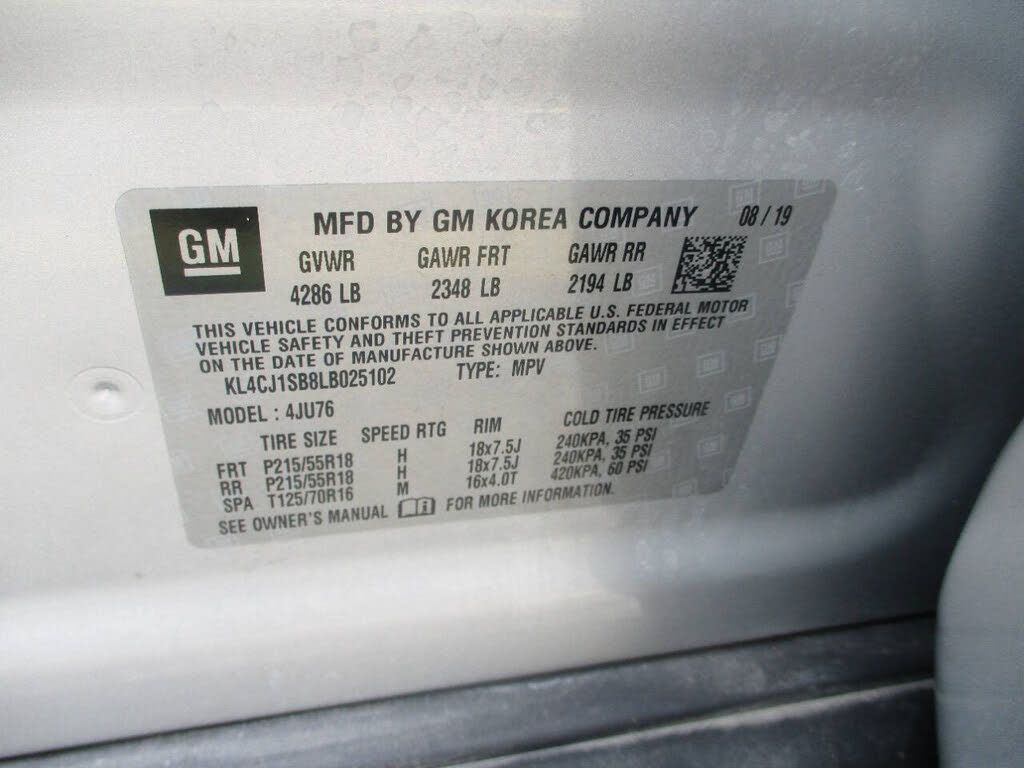 GM
MFD BY GM KOREA COMPANY 08 / 19
GVWR GAWR FRT GAWR RR
4286 LB 2348 LB 2194 LB
THIS VEHICLE CONFORMS TO ALL APPLICABLE U.S. FEDERAL MOTOR
VEHICLE SAFETY AND THEFT PREVENTION STANDARDS IN EFFECT
ON THE DATE OF MANUFACTURE SHOWN ABOVE.
KL4CJ1SB8LB025102 TYPE: MPV
MODEL : 4JU76
TIRE SIZE SPEED RTG RIM COLD TIRE PRESSURE
FRT P215/55R18 H 18x7.5J 240KPA, 35 PSI
RR P215/55R18 H 18x7.5J 240KPA, 35 PSI
SPA T125/70R16 M 16x4.0T 420KPA, 60 PSI
SEE OWNER'S MANUAL i FOR MORE INFORMATION.